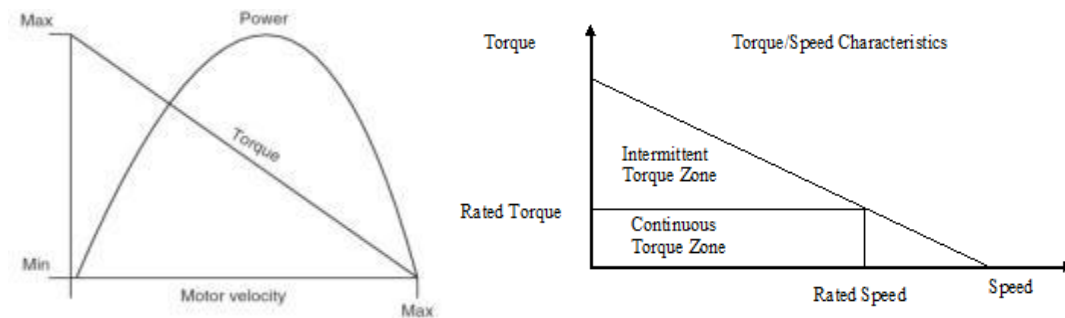 Power
Max
Torque
Min
Motor velocity
Max
Torque
Torque/Speed Characteristics
Intermittent
Torque Zone
Rated Torque
Continuous
Torque Zone
Rated Speed
Speed